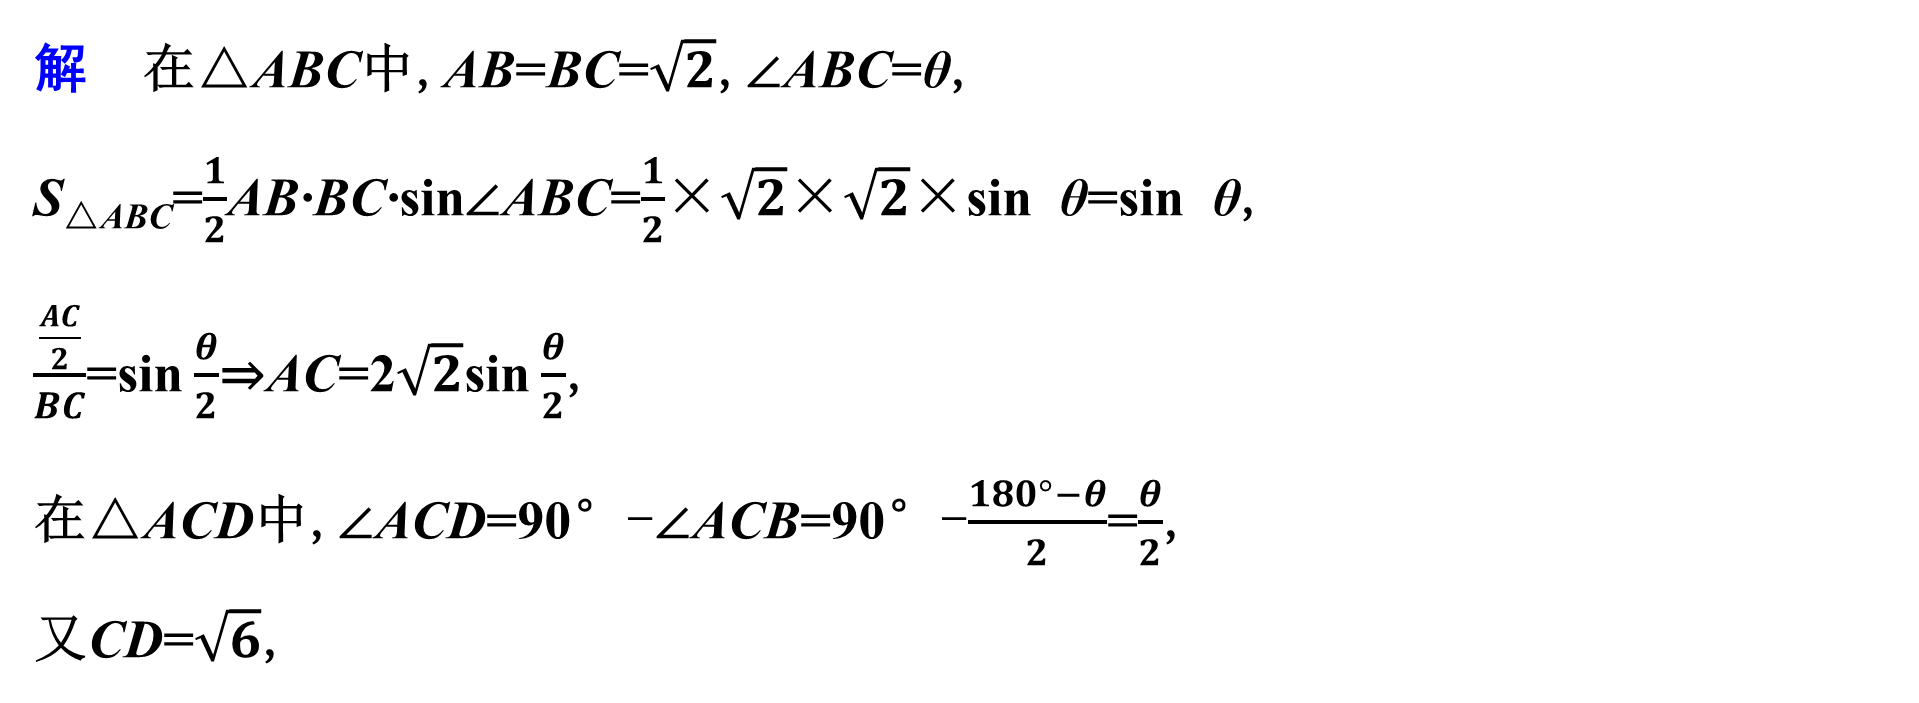 解 在△ABC中, AB=BC=√2, ∠ABC=θ,
S△ABC=1/2AB·BC·sin∠ABC=1/2×√2×√2×sin θ=sin θ,
(AC/2)/BC=sin θ/2⇒AC=2√2sin θ/2,
在△ACD中, ∠ACD=90°-∠ACB=90°-(180°-θ)/2=θ/2,
又CD=√6,